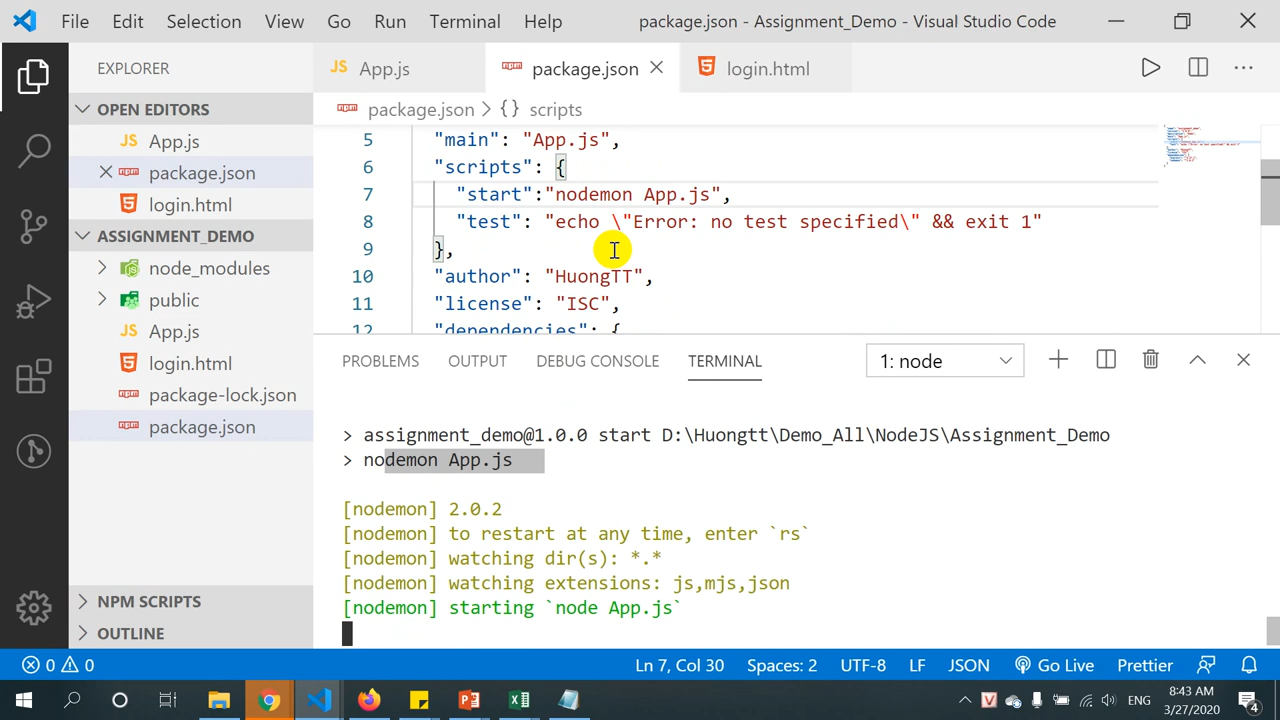 File Edit Selection View Go Run Terminal Help package.json - Assignment_Demo - Visual Studio Code
EXPLORER
OPEN EDITORS
JS App.js
package.json
login.html
ASSIGNMENT_DEMO
node_modules
public
JS App.js
login.html
package-lock.json
package.json
NPM SCRIPTS
OUTLINE
JS App.js package.json login.html
package.json > {} scripts
5 "main": "App.js",
6 "scripts": {
7 "start":"nodemon App.js",
8 "test": "echo \"Error: no test specified\" && exit 1"
9 },
10 "author": "HuongTT",
11 "license": "ISC",
12 "dependencies": {
PROBLEMS OUTPUT DEBUG CONSOLE TERMINAL 1: node
> assignment_demo@1.0.0 start D:\Huongtt\Demo_All\NodeJS\Assignment_Demo
> nodemon App.js
[nodemon] 2.0.2
[nodemon] to restart at any time, enter `rs`
[nodemon] watching dir(s): *.*
[nodemon] watching extensions: js,mjs,json
[nodemon] starting `node App.js`
0 0 Ln 7, Col 30 Spaces: 2 UTF-8 LF JSON Go Live Prettier
ENG 8:43 AM
3/27/2020 4